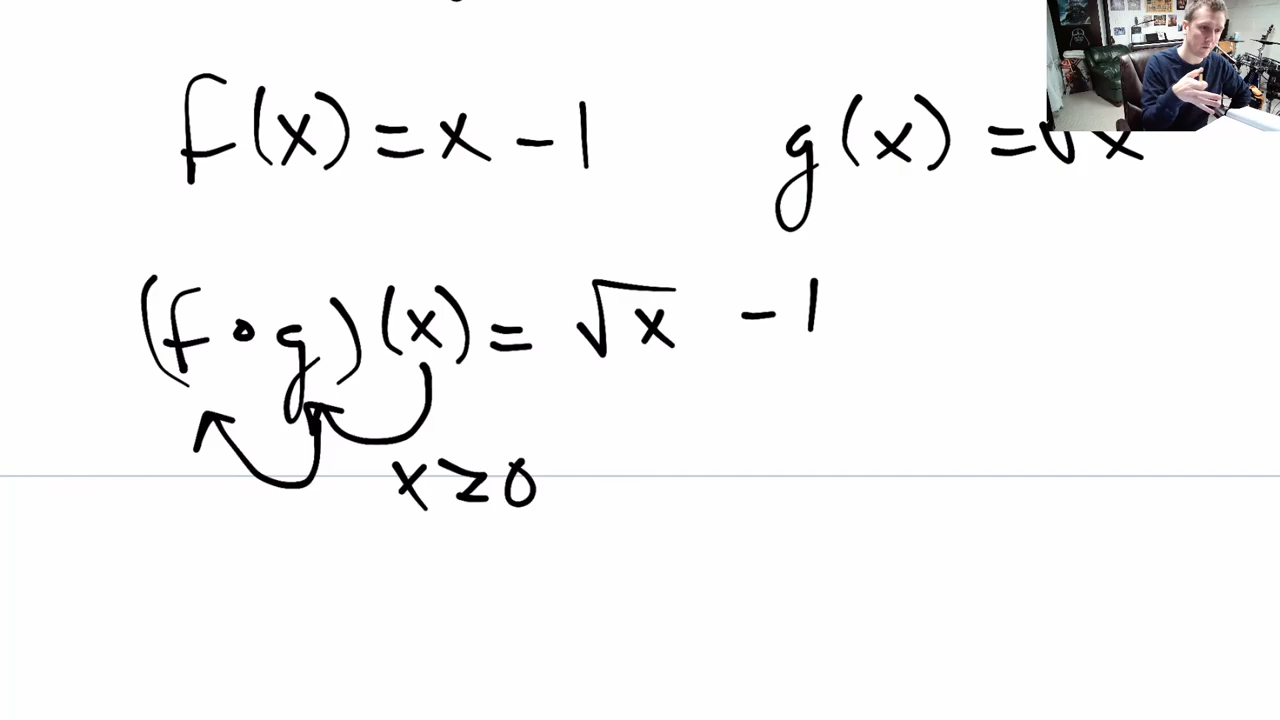 f(x) = x - 1 g(x) = √x
(f∘g)(x) = √x - 1
x ≥ 0